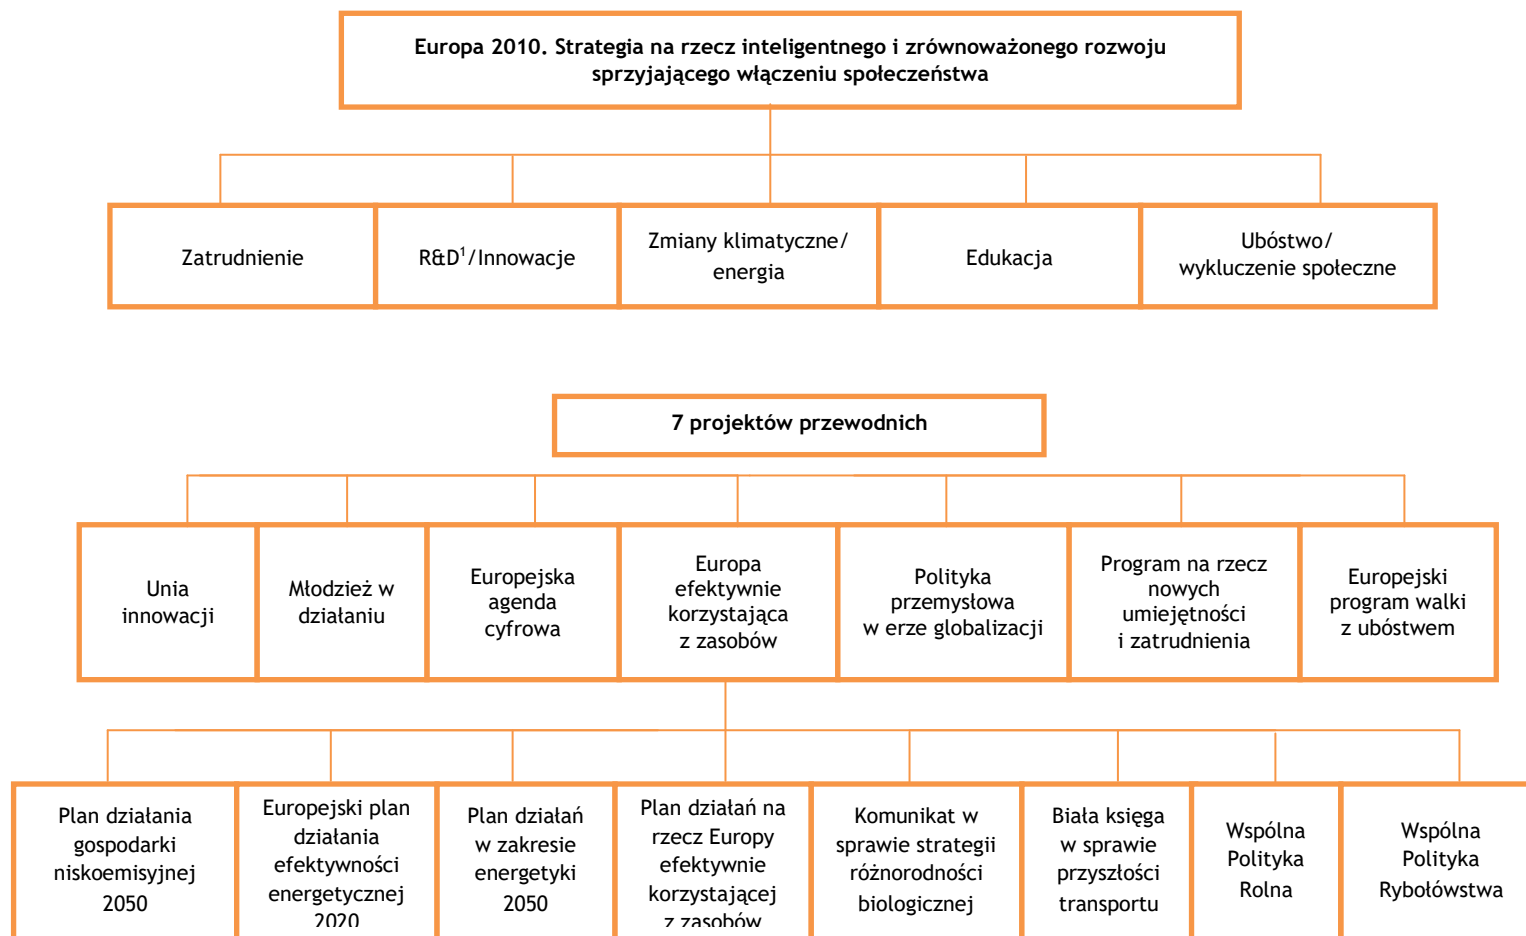 Europa 2010. Strategia na rzecz inteligentnego i zrównoważonego rozwoju
sprzyjającego włączeniu społeczeństwa
Zatrudnienie
R&D¹/Innowacje
Zmiany klimatyczne/
energia
Edukacja
Ubóstwo/
wykluczenie społeczne
7 projektów przewodnich
Unia
innowacji
Młodzież w
działaniu
Europejska
agenda
cyfrowa
Europa
efektywnie
korzystająca
z zasobów
Polityka
przemysłowa
w erze globalizacji
Program na rzecz
nowych
umiejętności
i zatrudnienia
Europejski
program walki
z ubóstwem
Plan działania
gospodarki
niskoemisyjnej
2050
Europejski plan
działania
efektywności
energetycznej
2020
Plan działań
w zakresie
energetyki
2050
Plan działań na
rzecz Europy
efektywnie
korzystającej
z zasobów
Komunikat w
sprawie strategii
różnorodności
biologicznej
Biała księga
w sprawie
przyszłości
transportu
Wspólna
Polityka
Rolna
Wspólna
Polityka
Rybołówstwa